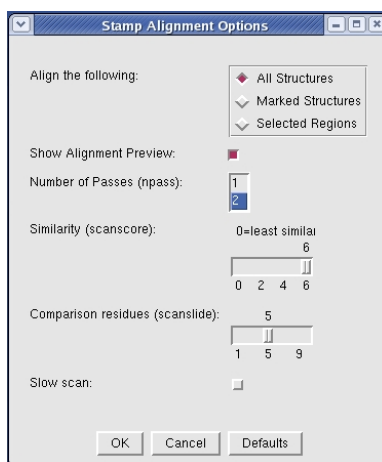 Stamp Alignment Options
Align the following:
All Structures
Marked Structures
Selected Regions
Show Alignment Preview:
Number of Passes (npass):
1
2
Similarity (scanscore):
0=least similar
6
0 2 4 6
Comparison residues (scanslide):
5
1 5 9
Slow scan:
OK Cancel Defaults